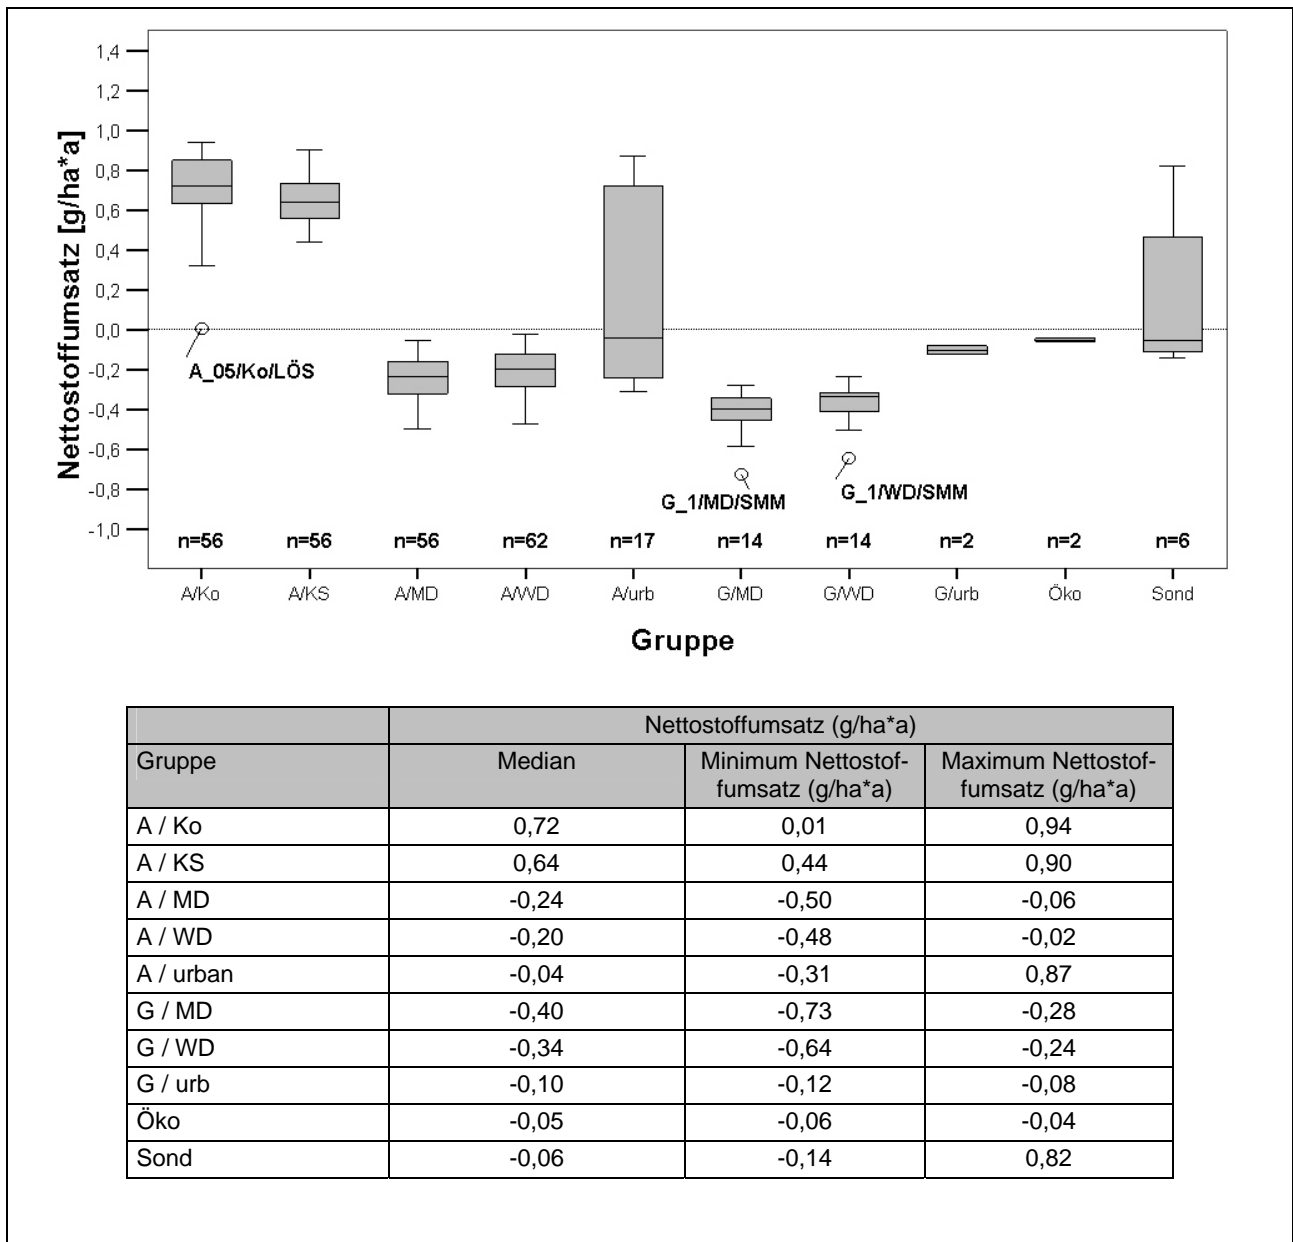 1,4
1,2
1,0
0,8
0,6
0,4
0,2
0,0
-0,2
-0,4
-0,6
-0,8
-1,0
Nettostoffumsatz [g/ha*a]
A_05/Ko/LÖS
G_1/MD/SMM
G_1/WD/SMM
n=56 n=56 n=56 n=62 n=17 n=14 n=14 n=2 n=2 n=6
A/Ko A/KS A/MD A/WD A/urb G/MD G/WD G/urb Öko Sond
Gruppe
Nettostoffumsatz (g/ha*a)
Gruppe Median Minimum Nettostof- Maximum Nettostof-
fumsatz (g/ha*a) fumsatz (g/ha*a)
A / Ko 0,72 0,01 0,94
A / KS 0,64 0,44 0,90
A / MD -0,24 -0,50 -0,06
A / WD -0,20 -0,48 -0,02
A / urban -0,04 -0,31 0,87
G / MD -0,40 -0,73 -0,28
G / WD -0,34 -0,64 -0,24
G / urb -0,10 -0,12 -0,08
Öko -0,05 -0,06 -0,04
Sond -0,06 -0,14 0,82